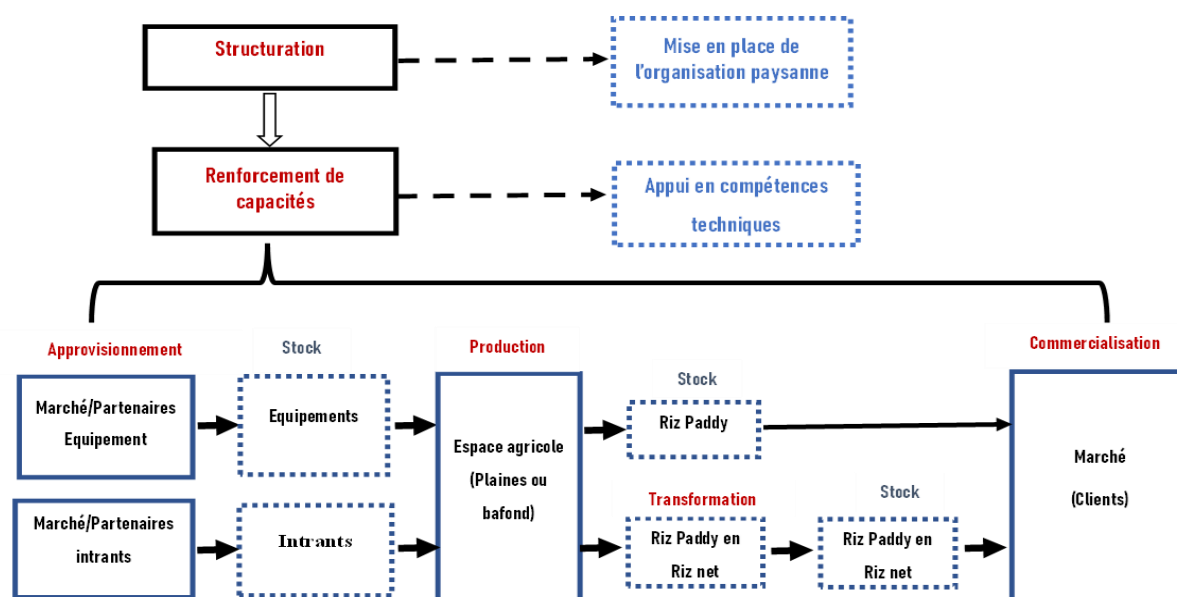 Structuration
Mise en place de
l'organisation paysanne
Renforcement de
capacités
Appui en compétences
techniques
Approvisionnement
Stock
Production
Commercialisation
Marché/Partenaires
Equipement
Equipements
Espace agricole
(Plaines ou
bafond)
Stock
Riz Paddy
Marché
(Clients)
Marché/Partenaires
intrants
Intrants
Transformation
Riz Paddy en
Riz net
Stock
Riz Paddy en
Riz net